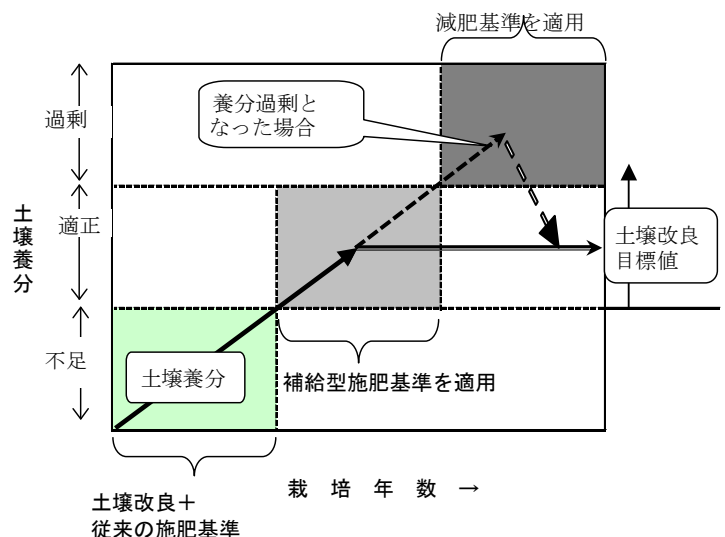 減肥基準を適用
養分過剰と
なった場合
過剰
適正
不足
土壌養分
土壌改良
目標値
土壌養分
補給型施肥基準を適用
栽 培 年 数 →
土壌改良＋
従来の施肥基準